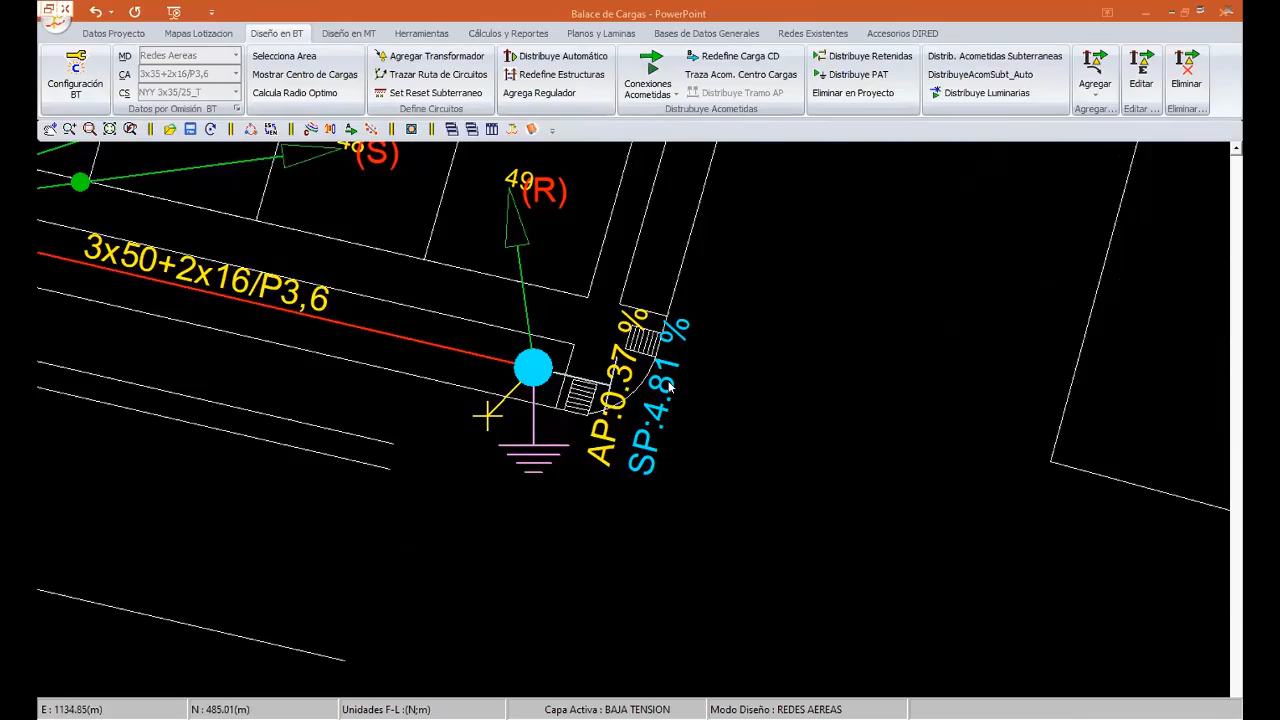 Balace de Cargas - PowerPoint
Datos Proyecto
Mapas Lotizacion
Diseño en BT
Diseño en MT
Herramientas
Cálculos y Reportes
Planos y Laminas
Bases de Datos Generales
Redes Existentes
Accesorios DIRED
Configuración
BT
MD Redes Aereas
CA 3x35+2x16/P3,6
CS NYY 3x35/25_T
Datos por Omisión BT
Selecciona Area
Mostrar Centro de Cargas
Calcula Radio Optimo
Agregar Transformador
Trazar Ruta de Circuitos
Set Reset Subterraneo
Define Circuitos
Distribuye Automático
Redefine Estructuras
Agrega Regulador
Conexiones
Acometidas
Redefine Carga CC
Traza Acom. Centro Cargas
Distribuye Tramo AP
Distrubuye Acometidas
Distribuye Retenidas
Distribuye PAT
Eliminar en Proyecto
Distrib. Acometidas Subterraneas
DistribuyeAcomSubt_Auto
Distribuye Luminarias
Agregar
Agregar...
Editar
Editar ...
Eliminar
Eliminar...
48
(S)
49
(R)
3x50+2x16/P3,6
AP:0.37 %
SP:4.81 %
E : 1134.85(m)
N : 485.01(m)
Unidades F-L :(N;m)
Capa Activa : BAJA TENSION
Modo Diseño : REDES AEREAS